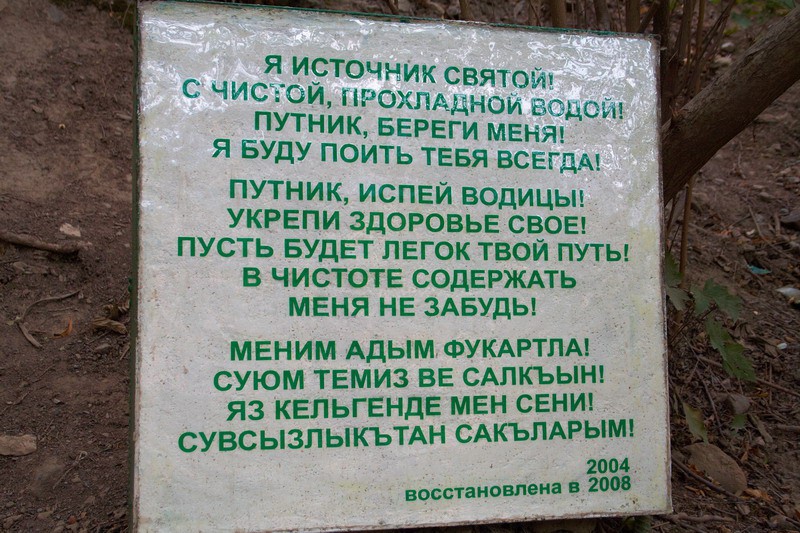 Я ИСТОЧНИК СВЯТОЙ!
С ЧИСТОЙ, ПРОХЛАДНОЙ ВОДОЙ!
ПУТНИК, БЕРЕГИ МЕНЯ!
Я БУДУ ПОИТЬ ТЕБЯ ВСЕГДА!
ПУТНИК, ИСПЕЙ ВОДИЦЫ!
УКРЕПИ ЗДОРОВЬЕ СВОЕ!
ПУСТЬ БУДЕТ ЛЕГОК ТВОЙ ПУТЬ!
В ЧИСТОТЕ СОДЕРЖАТЬ
МЕНЯ НЕ ЗАБУДЬ!
МЕНИМ АДЫМ ФУКАРТЛА!
СУЮМ ТЕМИЗ ВЕ САЛКЪЫН!
ЯЗ КЕЛЬГЕНДЕ МЕН СЕНИ!
СУВСЫЗЛЫКЪТАН САКЪЛАРЫМ!
2004
восстановлена в 2008